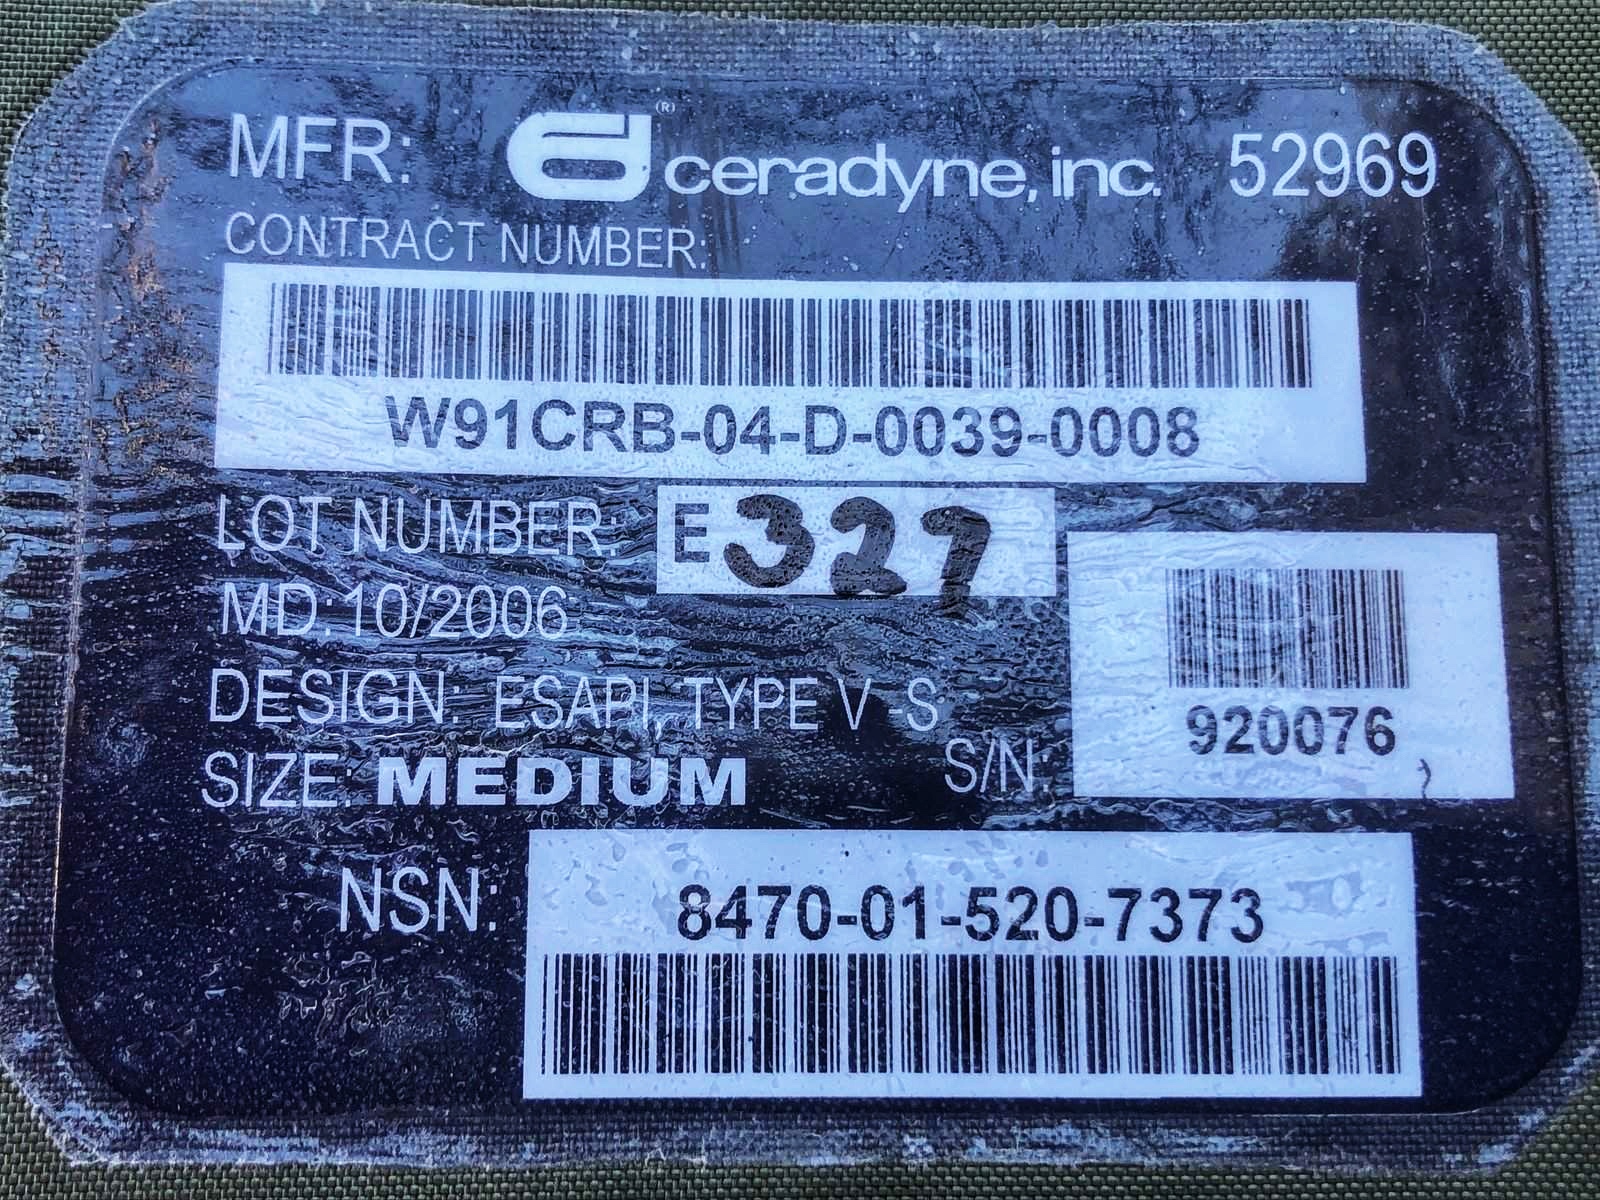 MFR: ® ceradyne, inc. 52969
CONTRACT NUMBER:
W91CRB-04-D-0039-0008
LOT NUMBER: E327
MD:10/2006
DESIGN: ESAPI, TYPE V -S
SIZE: MEDIUM
S/N: 920076
NSN: 8470-01-520-7373